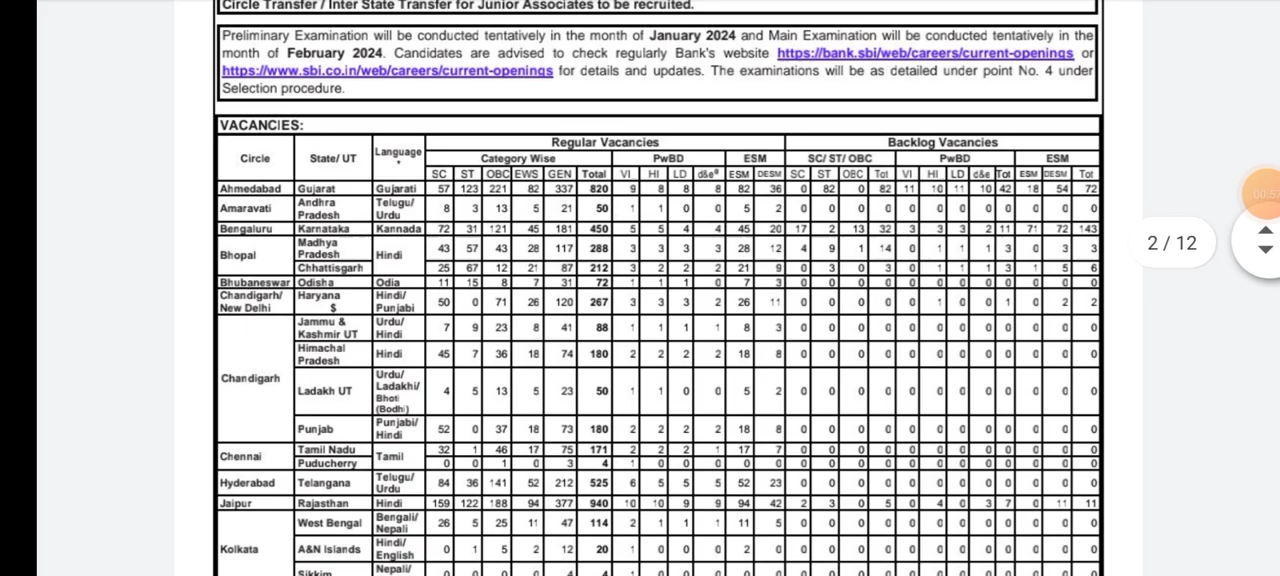 Circle Transfer / Inter State Transfer for Junior Associates to be recruited.
Preliminary Examination will be conducted tentatively in the month of January 2024 and Main Examination will be conducted tentatively in the
month of February 2024. Candidates are advised to check regularly Bank's website https://bank.sbi/web/careers/current-openings or
https://www.sbi.co.in/web/careers/current-openings for details and updates. The examinations will be as detailed under point No. 4 under
Selection procedure.
VACANCIES:
Circle State/ UT Language Regular Vacancies Backlog Vacancies
Category Wise PwBD ESM SC/ ST/ OBC PwBD ESM
SC ST OBC EWS GEN Total VI HI LD d&e ESM DESM SC ST OBC Tot VI HI LD d&e Tot ESM DESM Tot
Ahmedabad Gujarat Gujarati 57 123 221 82 337 820 9 8 8 8 82 36 0 82 0 82 11 10 11 10 42 18 54 72
Amaravati Andhra Pradesh Telugu/ Urdu 8 3 13 5 21 50 1 1 0 0 5 2 0 0 0 0 0 0 0 0 0 0 0 0
Bengaluru Karnataka Kannada 72 31 121 45 181 450 5 5 4 4 45 20 17 2 13 32 3 3 3 2 11 71 72 143
Bhopal Madhya Pradesh Hindi 43 57 43 28 117 288 3 3 3 3 28 12 4 9 1 14 0 1 1 1 3 0 3 3
Chhattisgarh 25 67 12 21 87 212 3 2 2 2 21 9 0 3 0 3 0 1 1 1 3 1 5 6
Bhubaneswar Odisha Odia 11 15 8 7 31 72 1 1 1 0 7 3 0 0 0 0 0 0 0 0 0 0 0 0
Chandigarh/ New Delhi Haryana $ Hindi/ Punjabi 50 0 71 26 120 267 3 3 3 2 26 11 0 0 0 0 0 1 0 0 1 0 2 2
Chandigarh Jammu & Kashmir UT Urdu/ Hindi 7 9 23 8 41 88 1 1 1 1 8 3 0 0 0 0 0 0 0 0 0 0 0 0
Himachal Pradesh Hindi 45 7 36 18 74 180 2 2 2 2 18 8 0 0 0 0 0 0 0 0 0 0 0 0
Ladakh UT Urdu/ Ladakhi/ Bhoti (Bodhi) 4 5 13 5 23 50 1 1 0 0 5 2 0 0 0 0 0 0 0 0 0 0 0 0
Punjab Punjabi/ Hindi 52 0 37 18 73 180 2 2 2 2 18 8 0 0 0 0 0 0 0 0 0 0 0 0
Chennai Tamil Nadu Tamil 32 1 46 17 75 171 2 2 2 1 17 7 0 0 0 0 0 0 0 0 0 0 0 0
Puducherry 0 0 1 0 3 4 1 0 0 0 0 0 0 0 0 0 0 0 0 0 0 0 0 0
Hyderabad Telangana Telugu/ Urdu 84 36 141 52 212 525 6 5 5 5 52 23 0 0 0 0 0 0 0 0 0 0 0 0
Jaipur Rajasthan Hindi 159 122 188 94 377 940 10 10 9 9 94 42 2 3 0 5 0 4 0 3 7 0 11 11
Kolkata West Bengal Bengali/ Nepali 26 5 25 11 47 114 2 1 1 1 11 5 0 0 0 0 0 0 0 0 0 0 0 0
A&N Islands Hindi/ English 0 1 5 2 12 20 1 0 0 0 2 0 0 0 0 0 0 0 0 0 0 0 0 0
Sikkim Nepali/
2 / 12